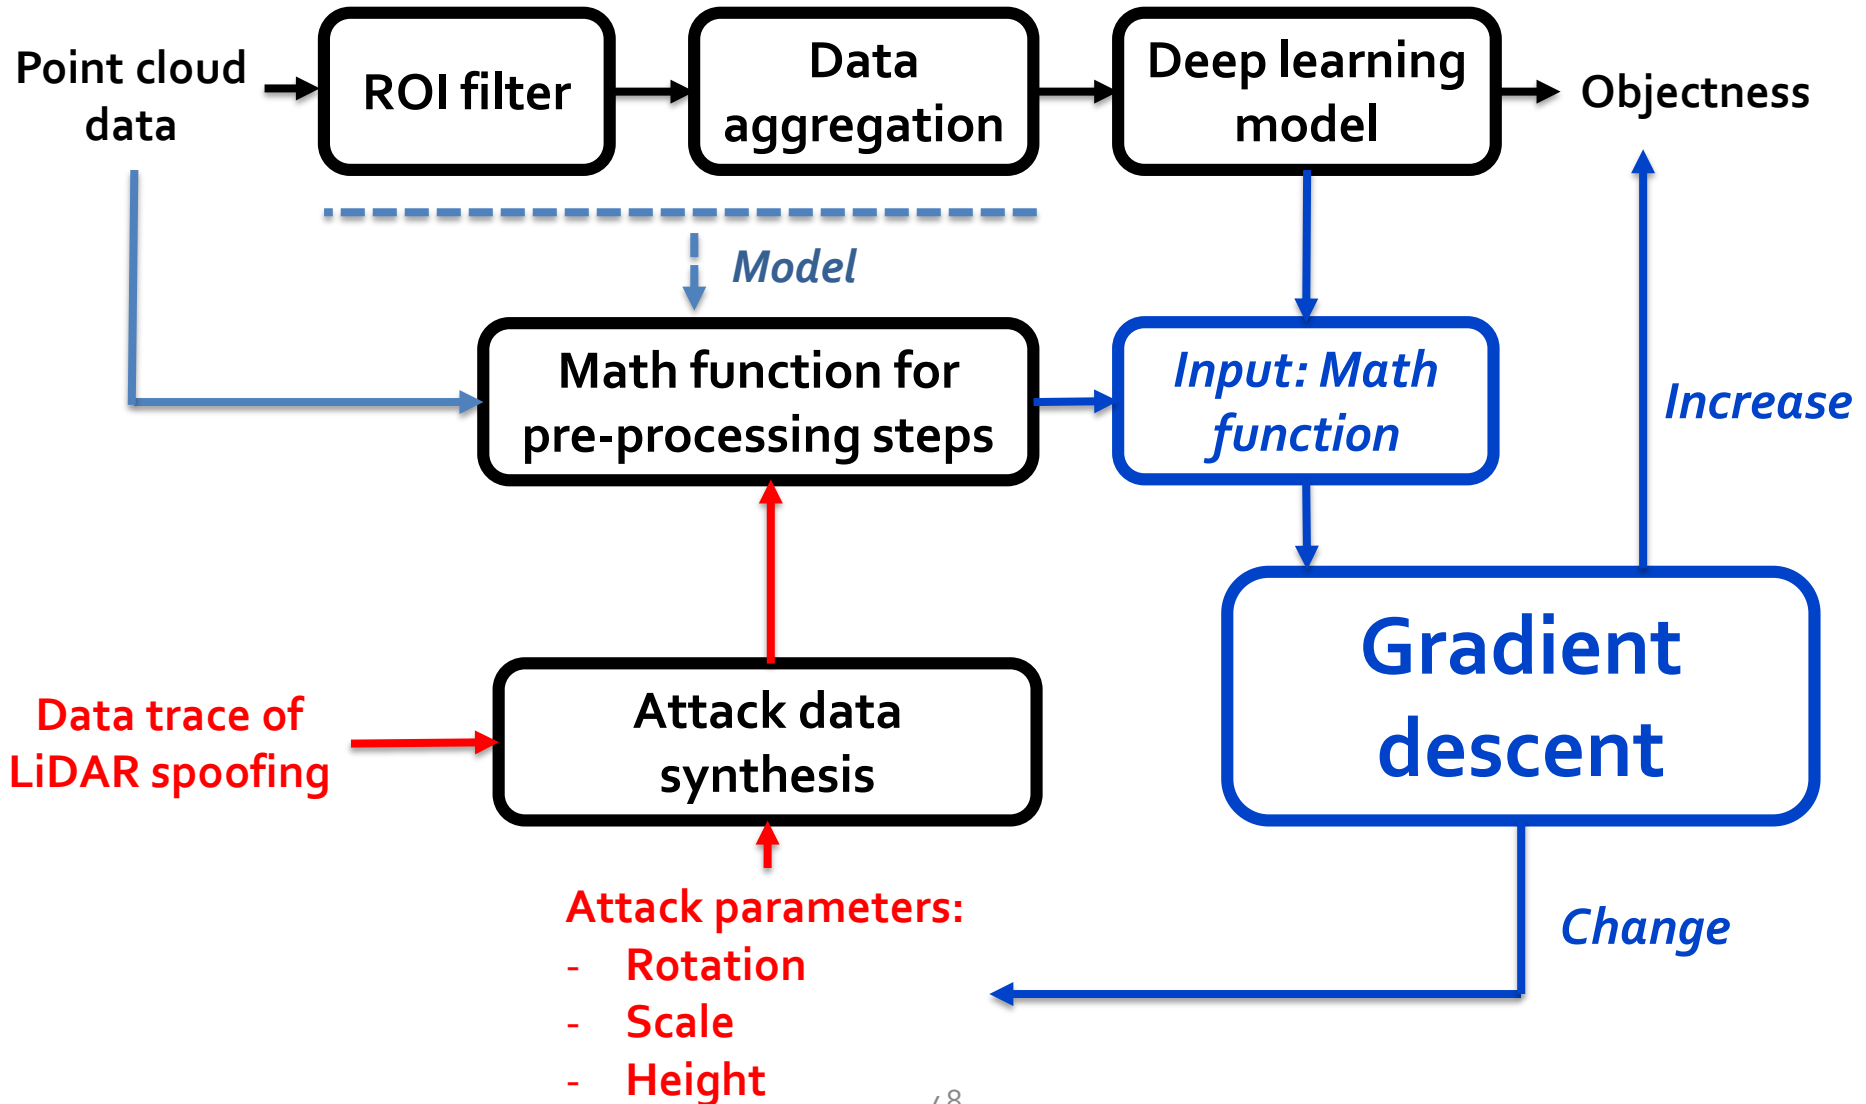 Point cloud
data
ROI filter
Data
aggregation
Deep learning
model
Objectness
Model
Math function for
pre-processing steps
Input: Math
function
Increase
Data trace of
LiDAR spoofing
Attack data
synthesis
Gradient
descent
Attack parameters:
- Rotation
- Scale
- Height
Change